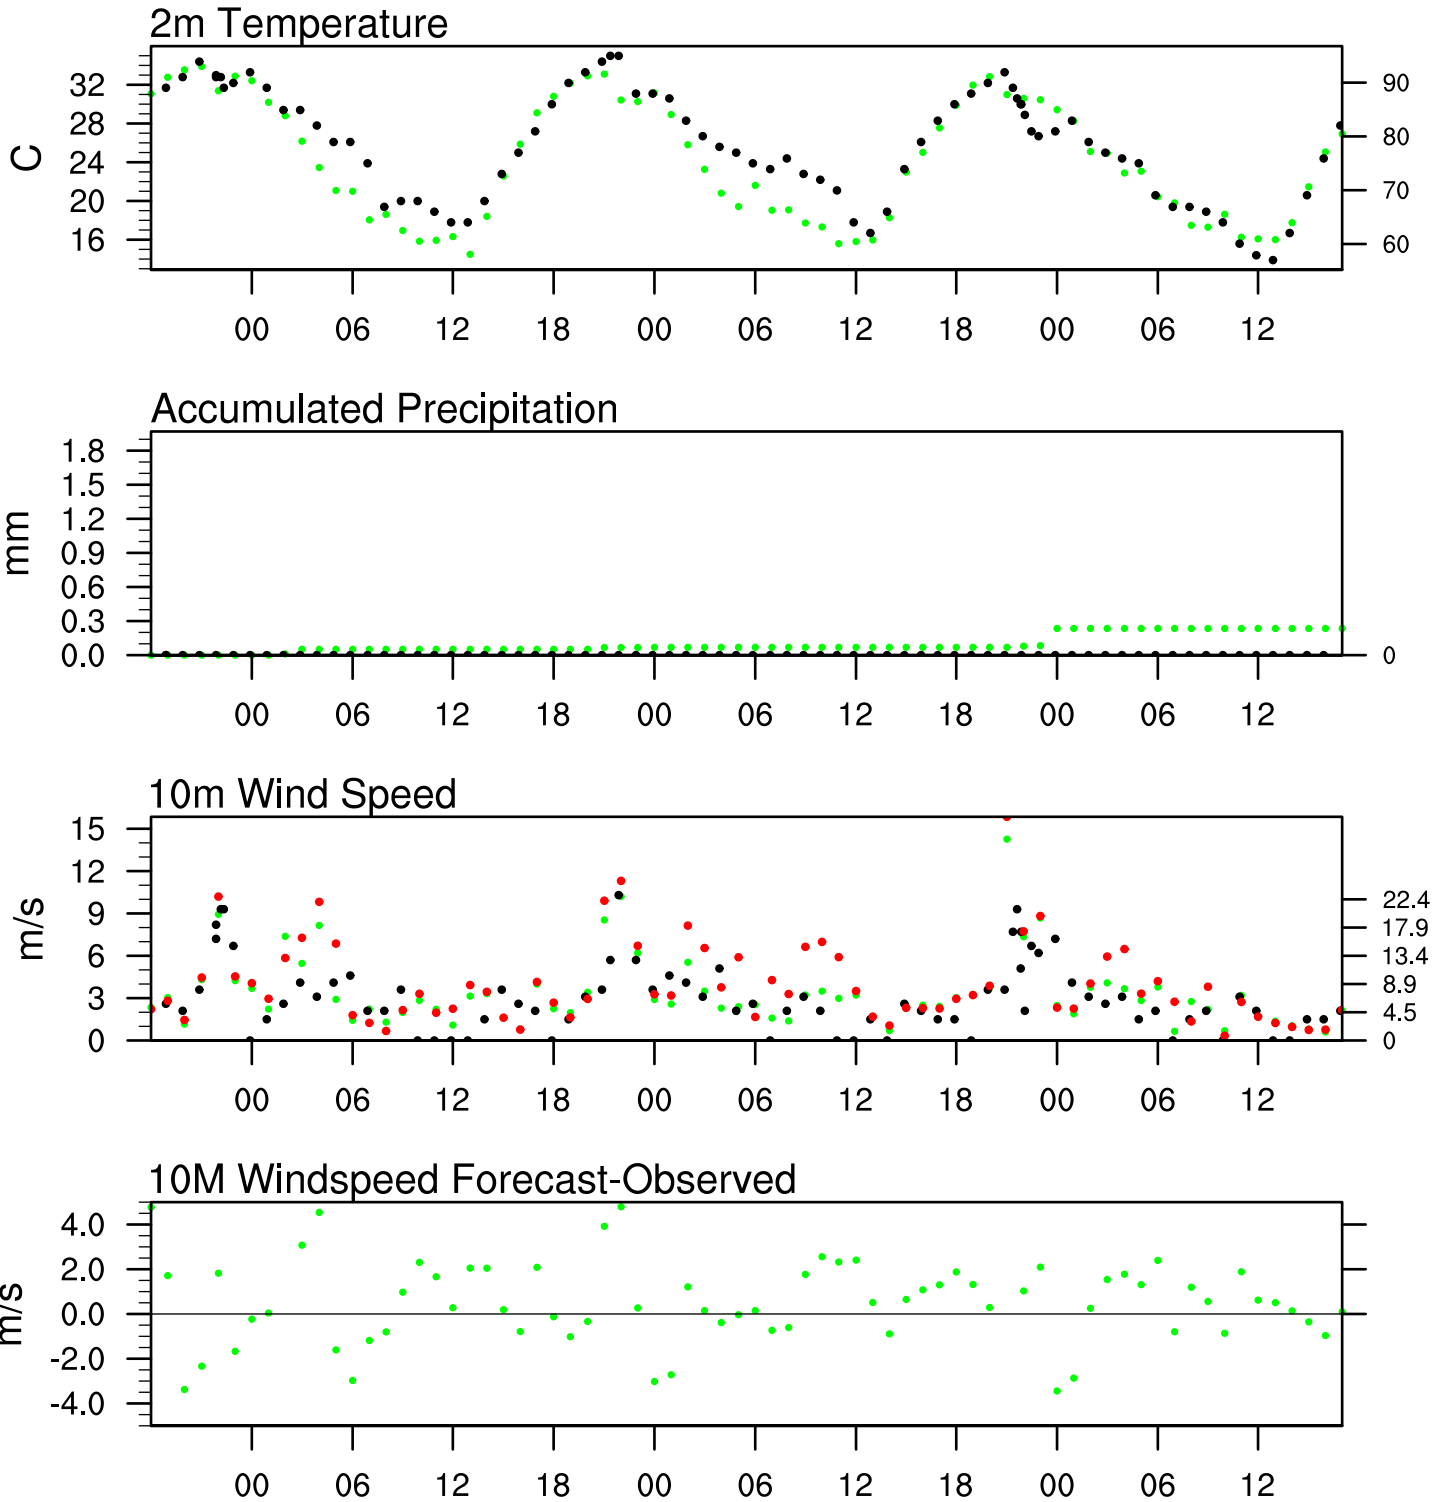 2m Temperature
C
32
28
24
20
16
90
80
70
60
00 06 12 18 00 06 12 18 00 06 12
Accumulated Precipitation
mm
1.8
1.5
1.2
0.9
0.6
0.3
0.0
0
00 06 12 18 00 06 12 18 00 06 12
10m Wind Speed
m/s
15
12
9
6
3
0
22.4
17.9
13.4
8.9
4.5
0
00 06 12 18 00 06 12 18 00 06 12
10M Windspeed Forecast-Observed
m/s
4.0
2.0
0.0
-2.0
-4.0
00 06 12 18 00 06 12 18 00 06 12